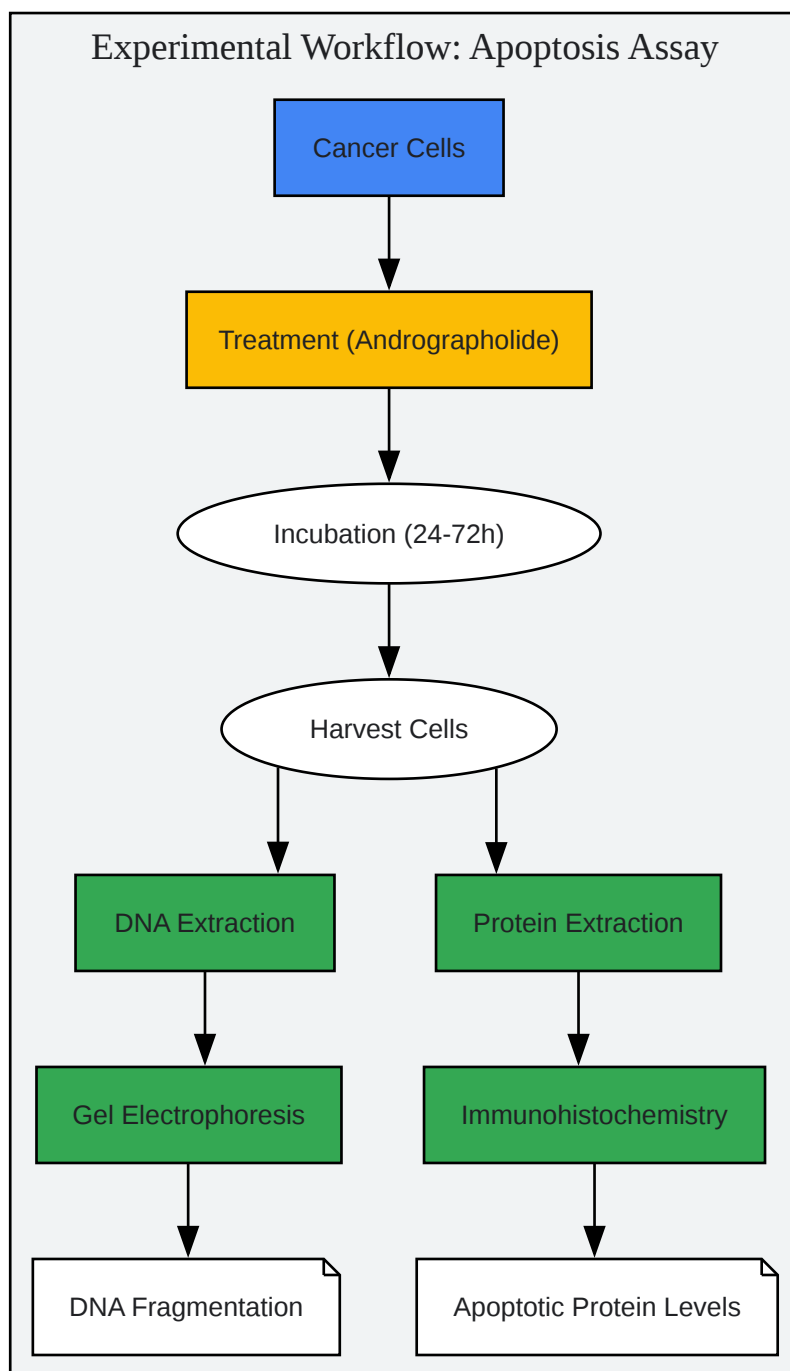 Experimental Workflow: Apoptosis Assay
Cancer Cells
Treatment (Andrographolide)
Incubation (24-72h)
Harvest Cells
DNA Extraction
Protein Extraction
Gel Electrophoresis
Immunohistochemistry
DNA Fragmentation
Apoptotic Protein Levels